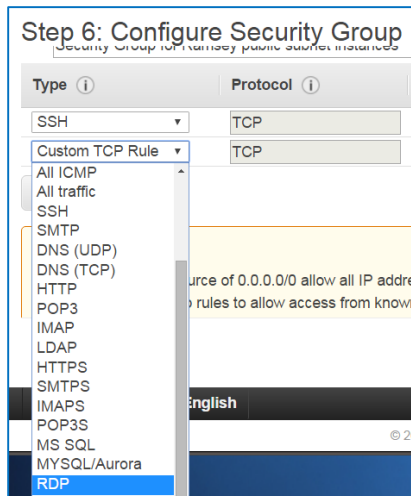 Step 6: Configure Security Group
Security Group for Ramsey public subnet instances
Type i Protocol i
SSH TCP
Custom TCP Rule TCP
All ICMP
All traffic
SSH
SMTP
DNS (UDP)
DNS (TCP)
urce of 0.0.0.0/0 allow all IP addre
HTTP
rules to allow access from know
POP3
IMAP
LDAP
HTTPS
SMTPS
IMAPS
English
POP3S
© 2
MS SQL
MYSQL/Aurora
RDP